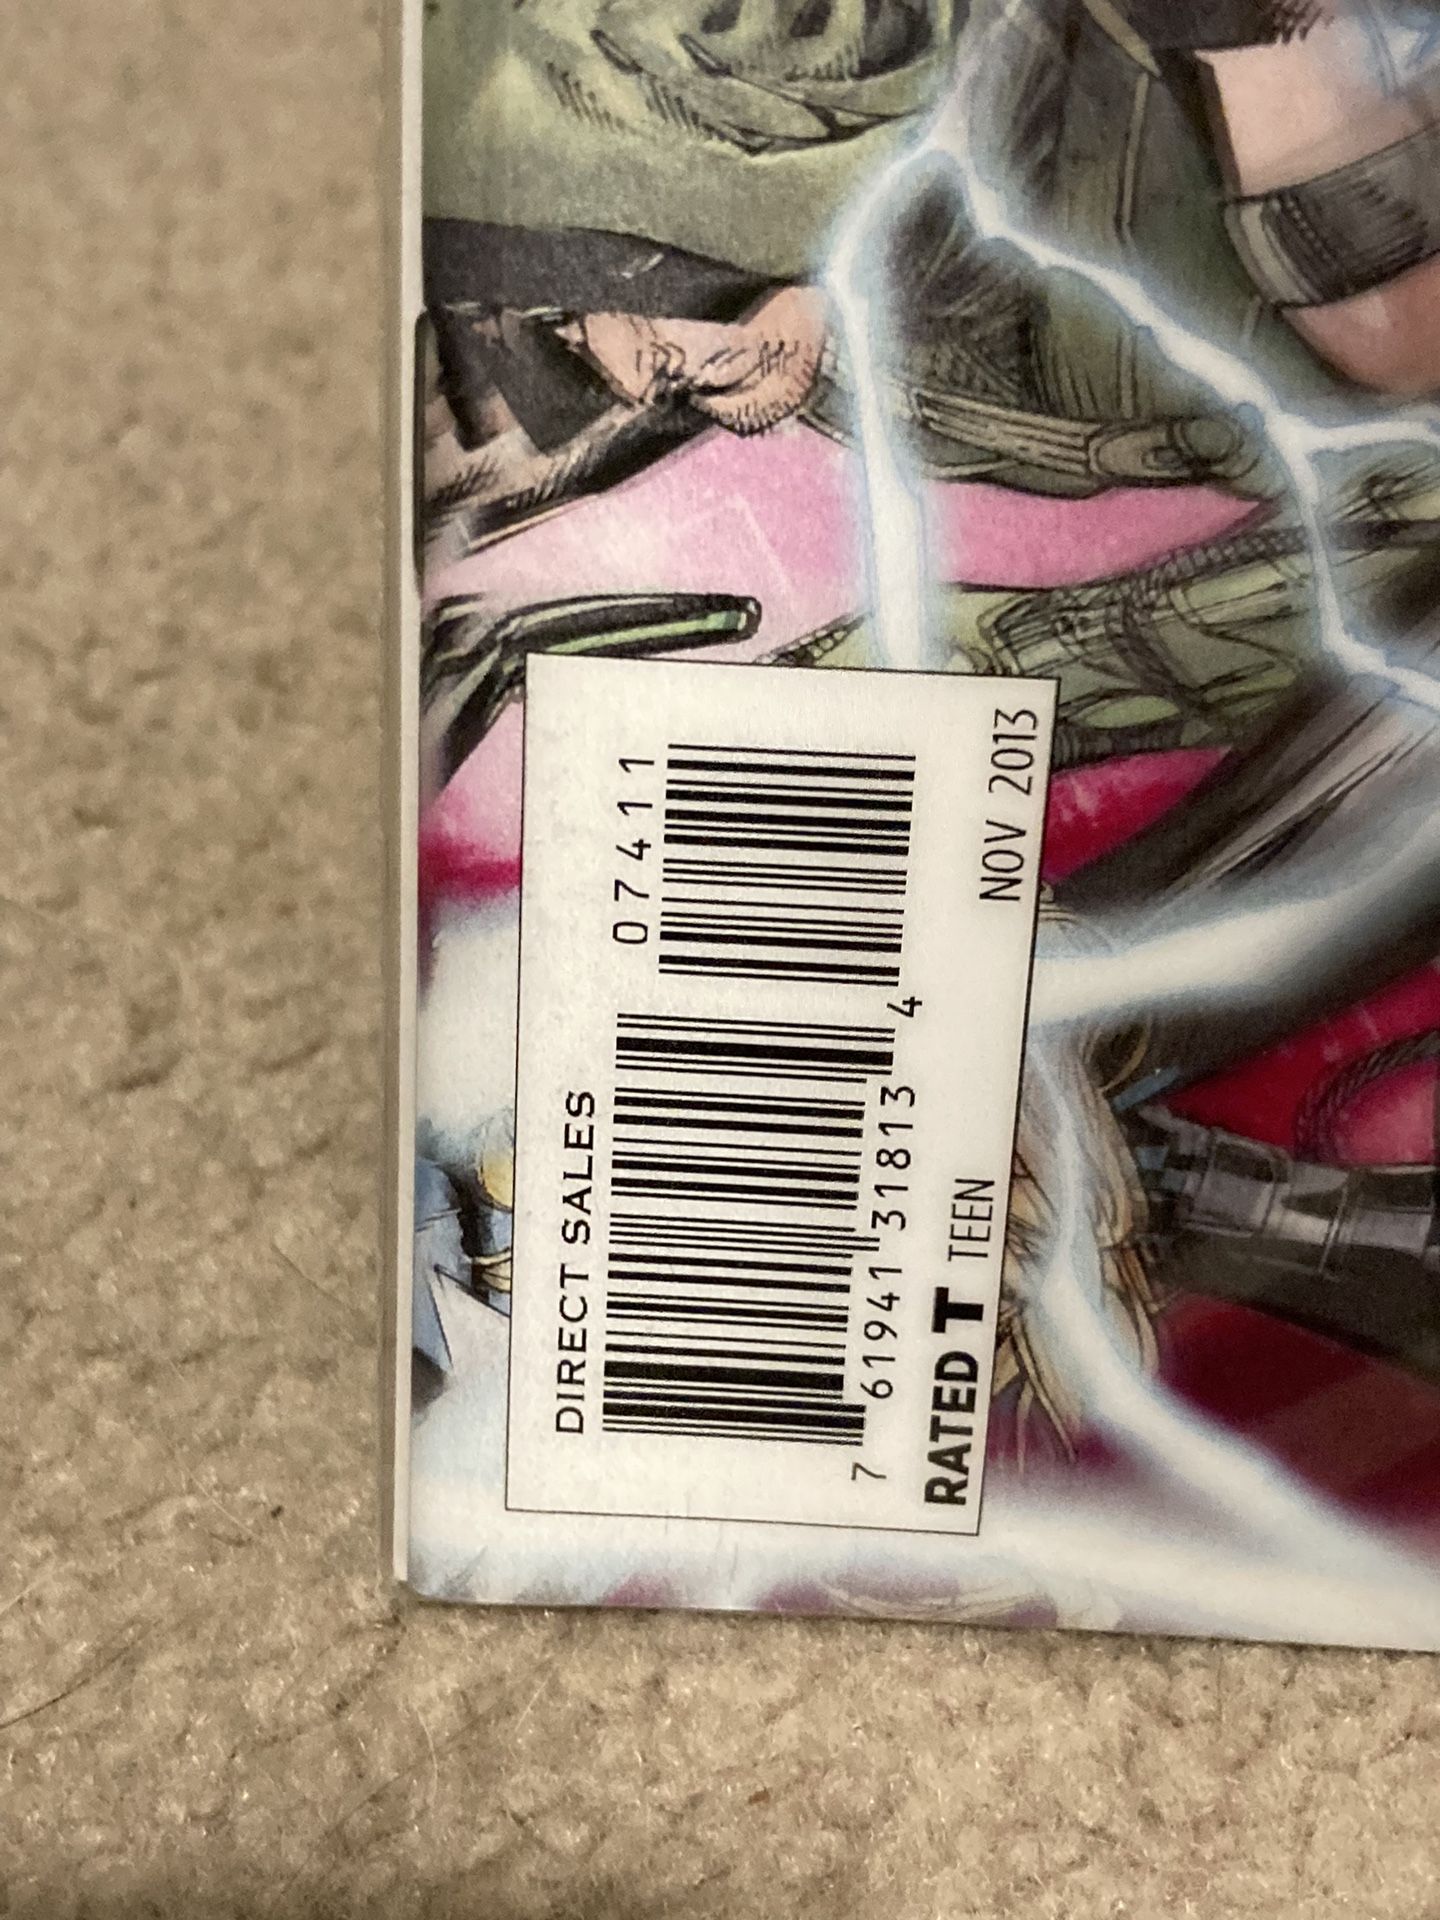 DIRECT SALES
07411
7 61941 31813 4
RATED T TEEN NOV 2013